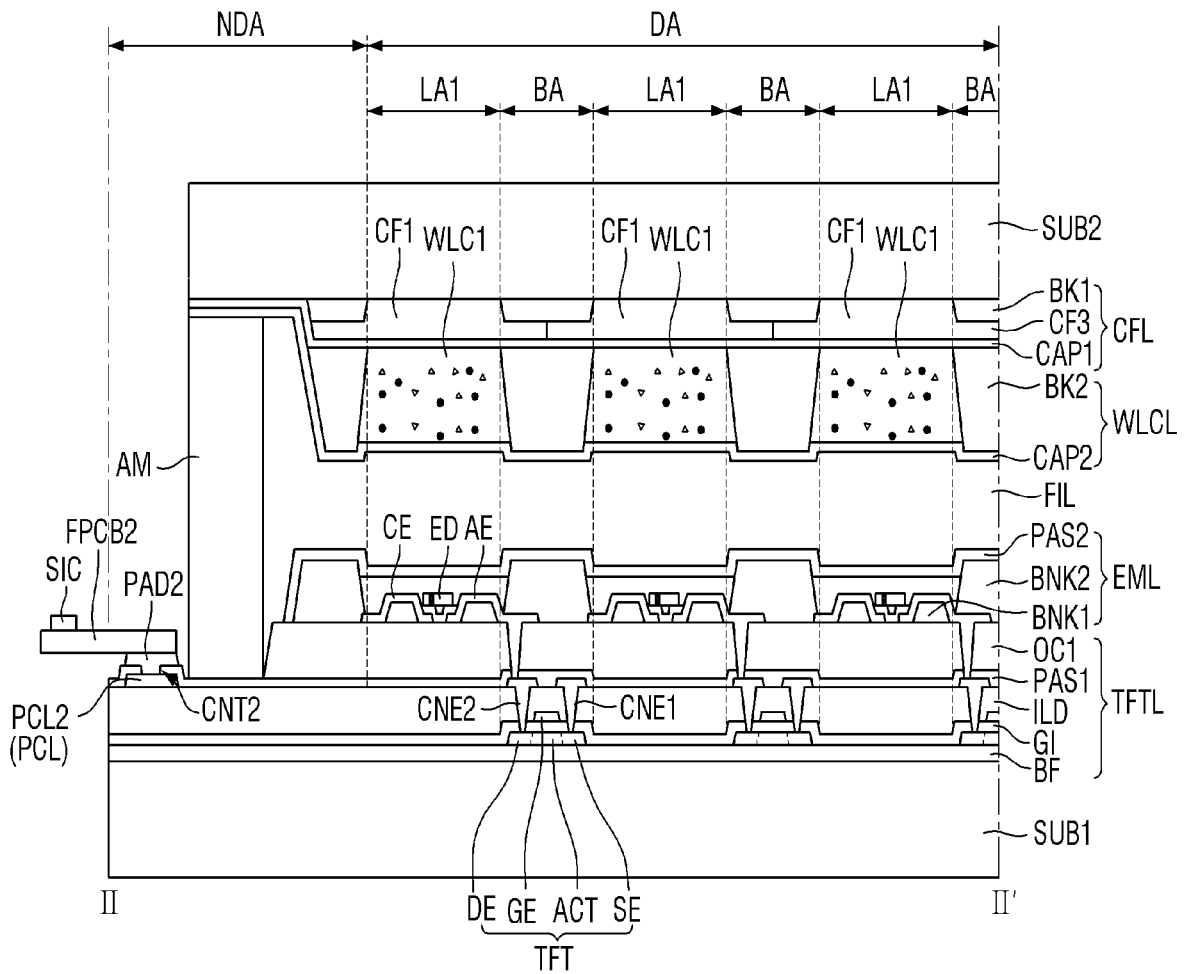 NDA DA
LA1 BA LA1 BA LA1 BA
CF1 WLC1 CF1 WLC1 CF1 WLC1
SUB2
BK1
CF3
CAP1
CFL
BK2
WLCL
CAP2
AM
FIL
FPCB2
SIC
PAD2
CE ED AE
PAS2
BNK2
BNK1
EML
OC1
PAS1
ILD
GI
BF
TFTL
PCL2
(PCL)
CNT2
CNE2 CNE1
SUB1
II II'
DE GE ACT SE
TFT